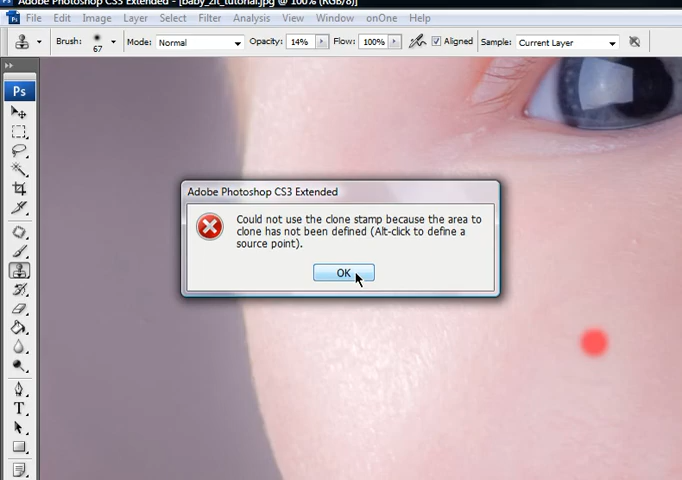 Adobe Photoshop CS3 Extended - [baby_zit_tutorial.jpg @ 100% (RGB/8)]
Ps File Edit Image Layer Select Filter Analysis View Window onOne Help
Brush: 67 Mode: Normal Opacity: 14% Flow: 100% Aligned Sample: Current Layer
Ps
Adobe Photoshop CS3 Extended
Could not use the clone stamp because the area to
clone has not been defined (Alt-click to define a
source point).
OK
T